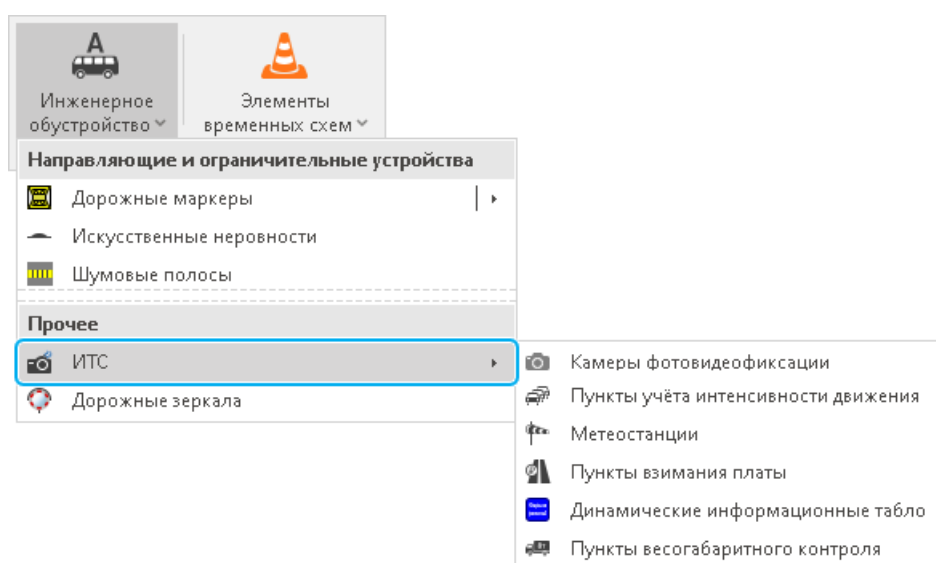 A
Инженерное
обустройство
Элементы
временных схем
Направляющие и ограничительные устройства
Дорожные маркеры
Искусственные неровности
Шумовые полосы
Прочее
ИТС
Дорожные зеркала
Камеры фотовидеофиксации
Пункты учёта интенсивности движения
Метеостанции
Пункты взимания платы
Динамические информационные табло
Пункты весогабаритного контроля